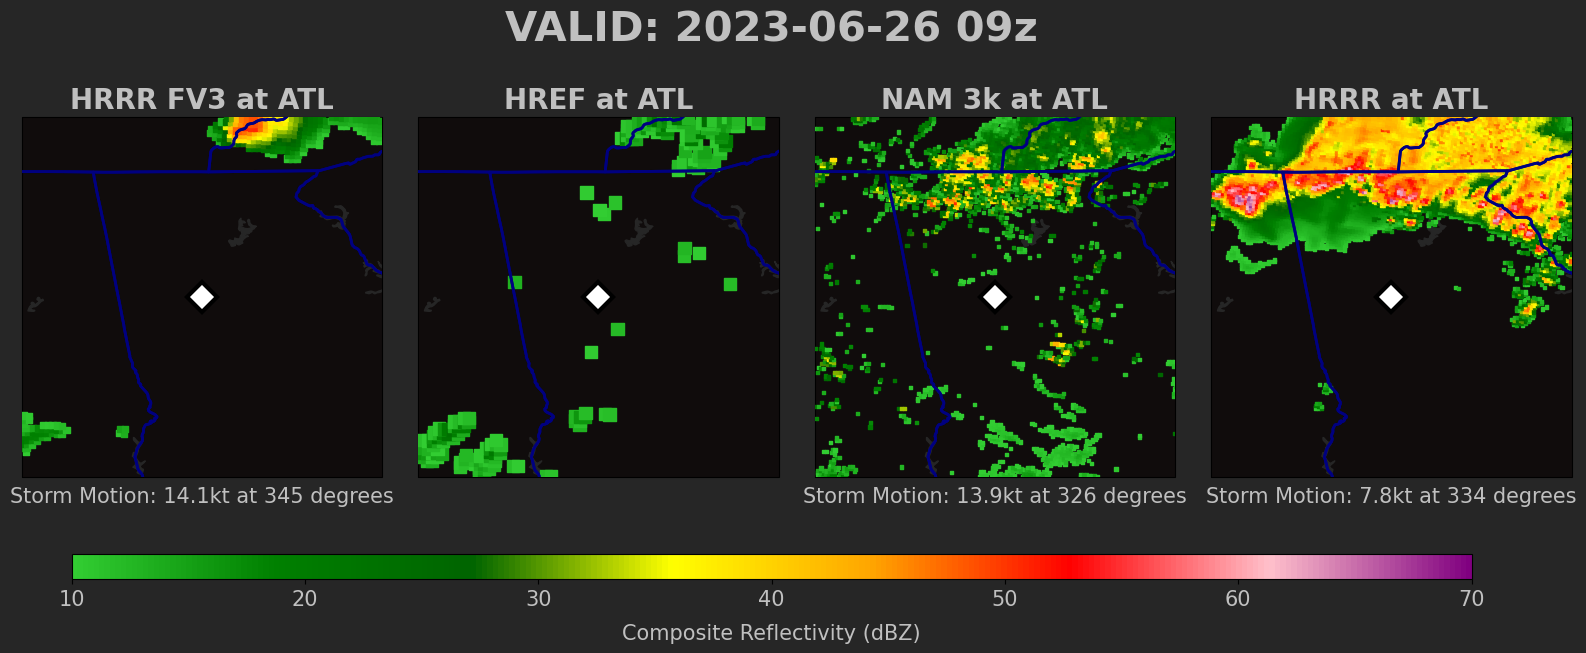 VALID: 2023-06-26 09z
HRRR FV3 at ATL
HREF at ATL
NAM 3k at ATL
HRRR at ATL
Storm Motion: 14.1kt at 345 degrees
Storm Motion: 13.9kt at 326 degrees
Storm Motion: 7.8kt at 334 degrees
10 20 30 40 50 60 70
Composite Reflectivity (dBZ)